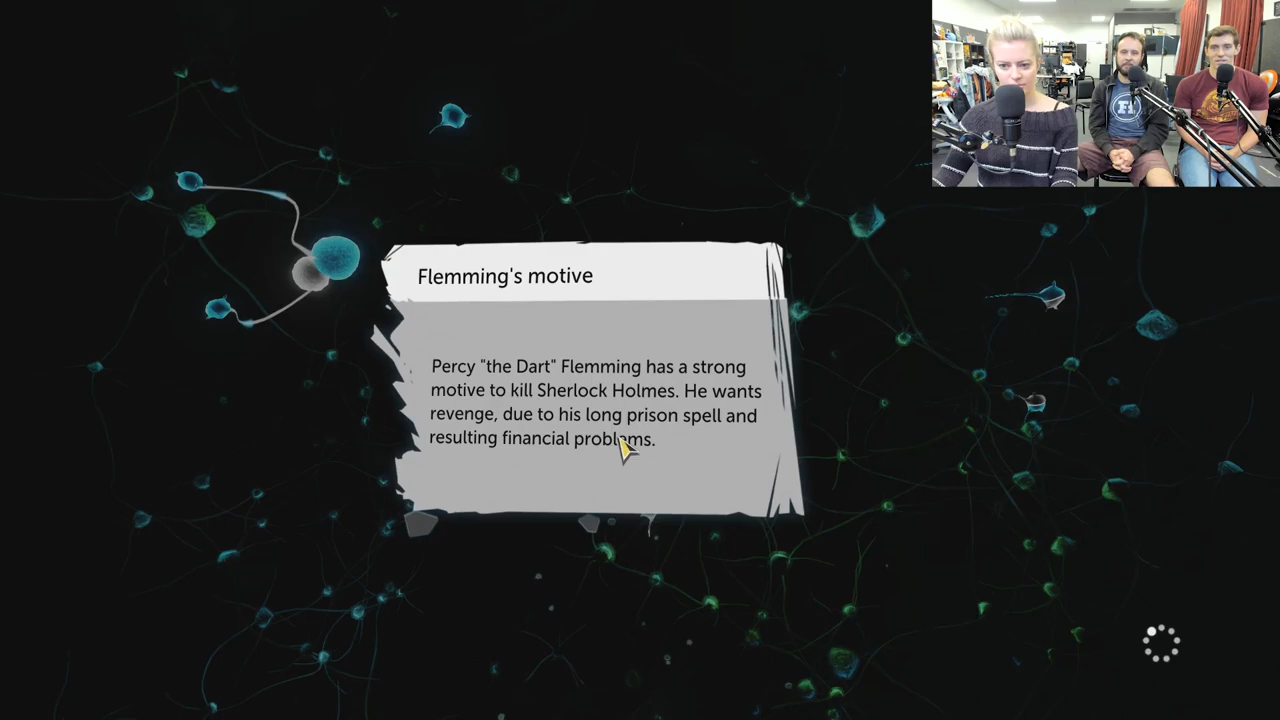 Flemming's motive
Percy "the Dart" Flemming has a strong
motive to kill Sherlock Holmes. He wants
revenge, due to his long prison spell and
resulting financial problems.